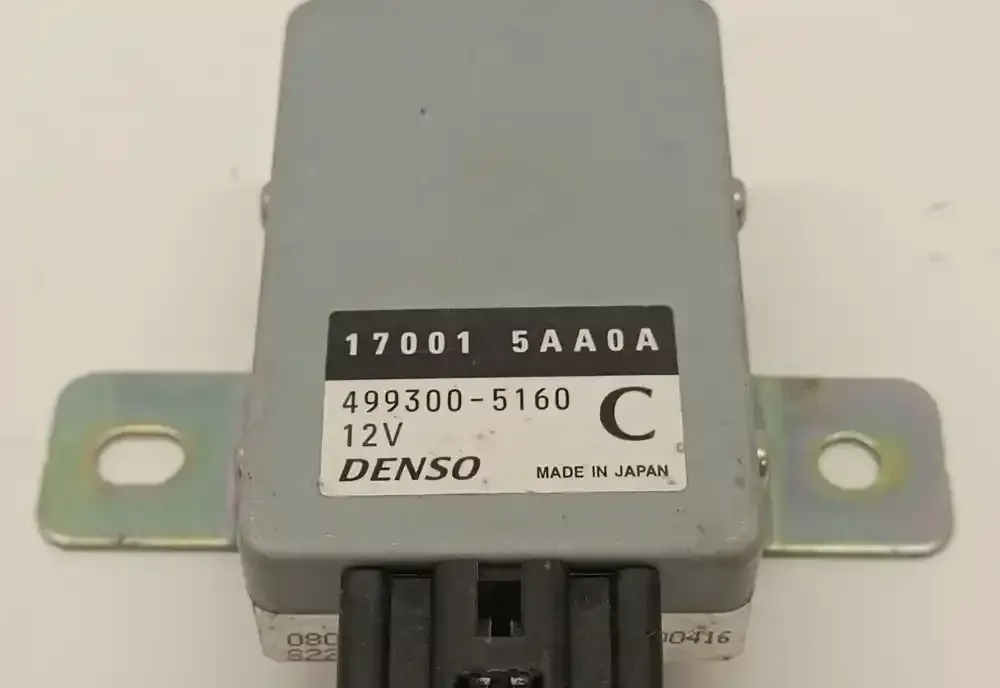 17001 5AA0A
499300-5160 C
12V
DENSO MADE IN JAPAN